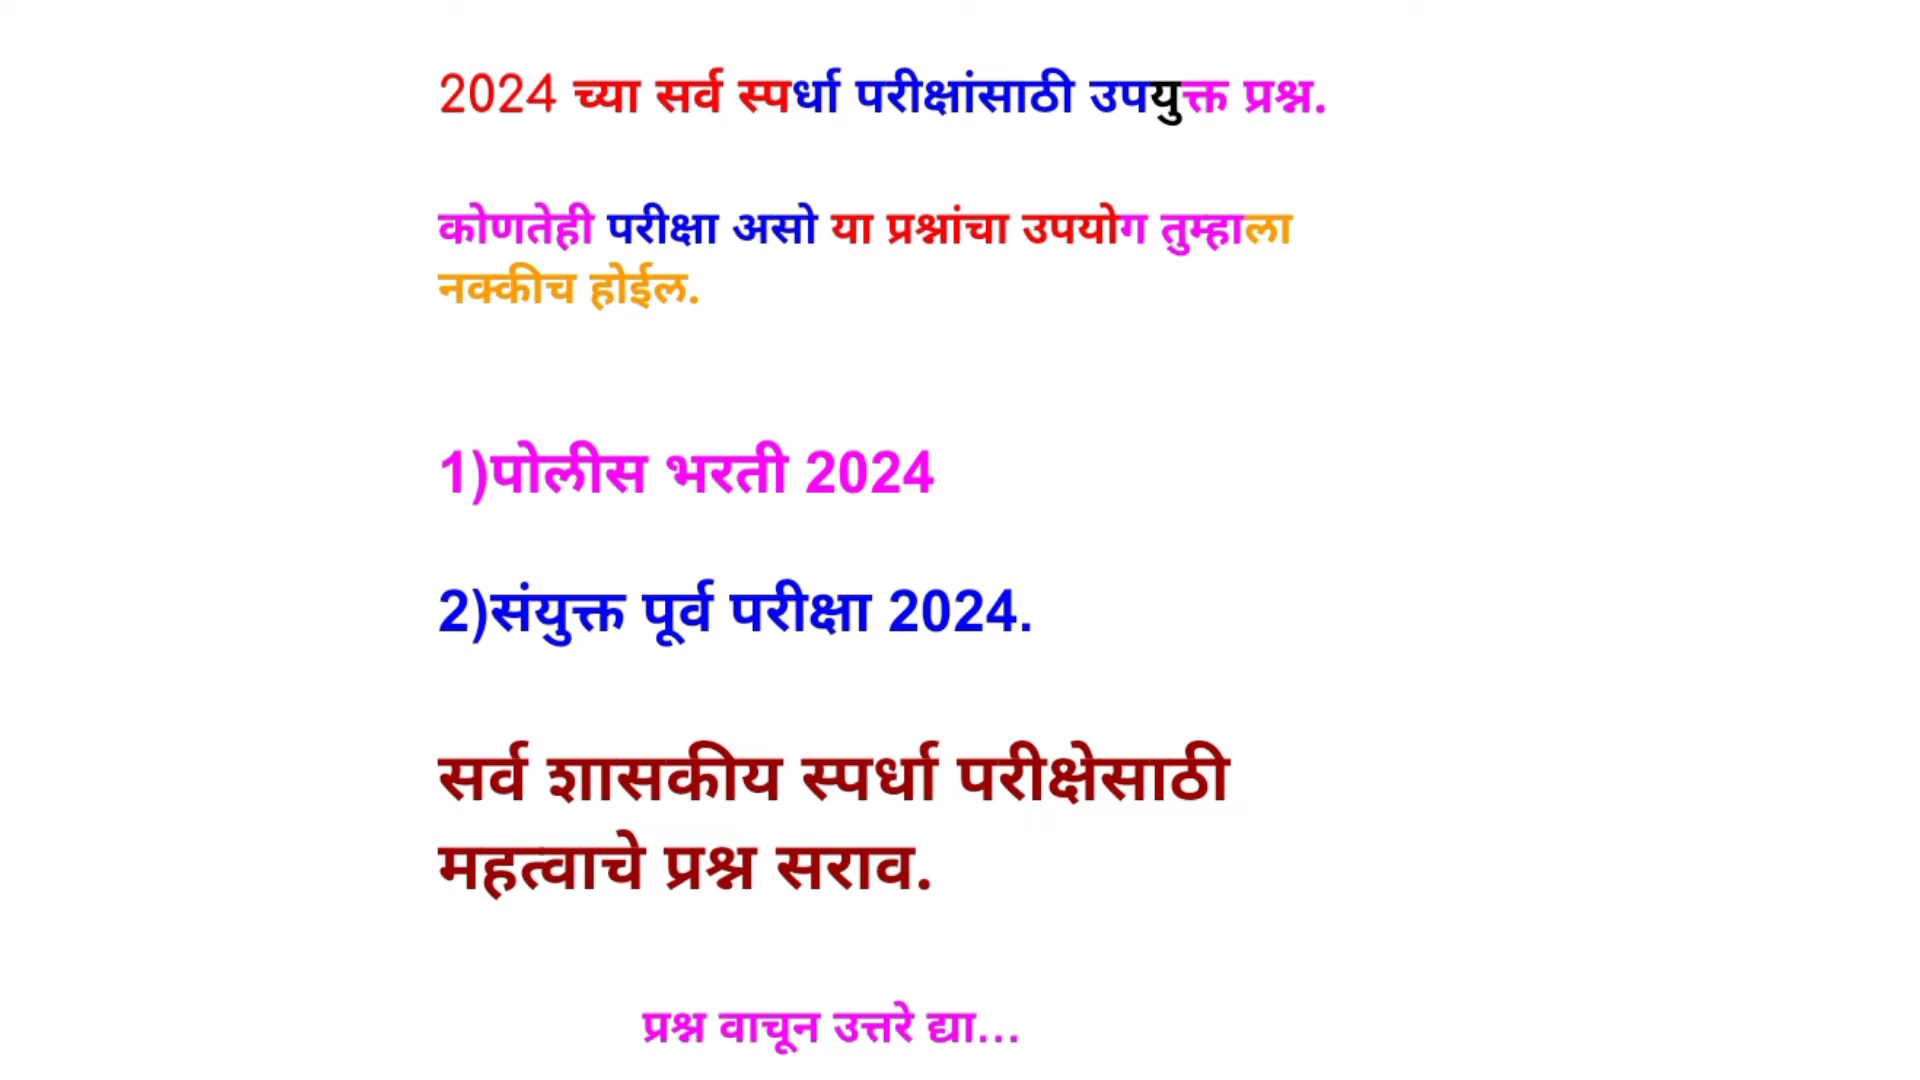 2024 च्या सर्व स्पर्धा परीक्षांसाठी उपयुक्त प्रश्न.
कोणतेही परीक्षा असो या प्रश्नांचा उपयोग तुम्हाला
नक्कीच होईल.
1)पोलीस भरती 2024
2)संयुक्त पूर्व परीक्षा 2024.
सर्व शासकीय स्पर्धा परीक्षेसाठी
महत्वाचे प्रश्न सराव.
प्रश्न वाचून उत्तरे द्या...